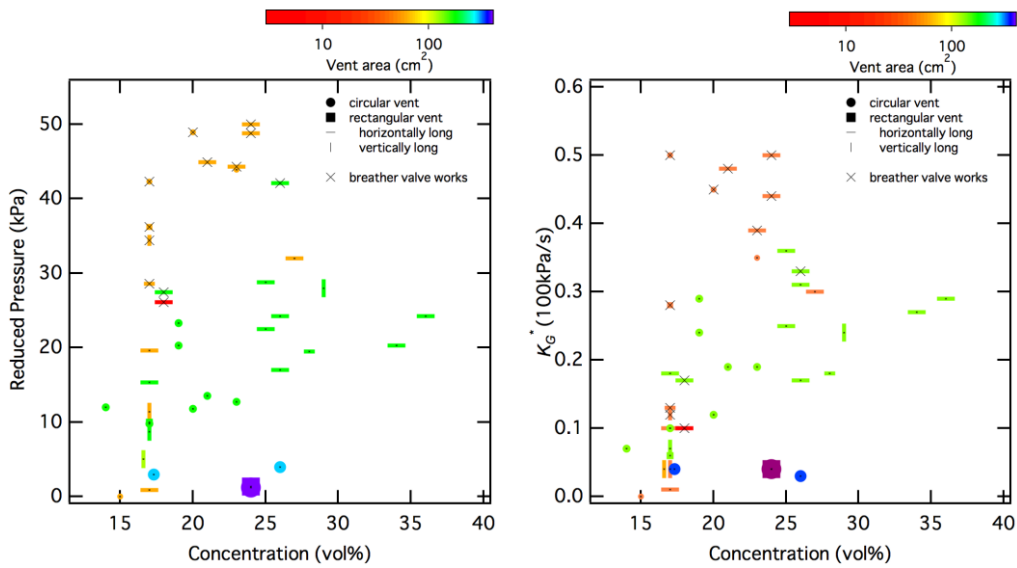 10 100
Vent area (cm2)
50
40
30
20
10
0
Reduced Pressure (kPa)
circular vent
rectangular vent
horizontally long
vertically long
breather valve works
15 20 25 30 35 40
Concentration (vol%)
10 100
Vent area (cm2)
0.6
0.5
0.4
0.3
0.2
0.1
0.0
KG* (100kPa/s)
circular vent
rectangular vent
horizontally long
vertically long
breather valve works
15 20 25 30 35 40
Concentration (vol%)